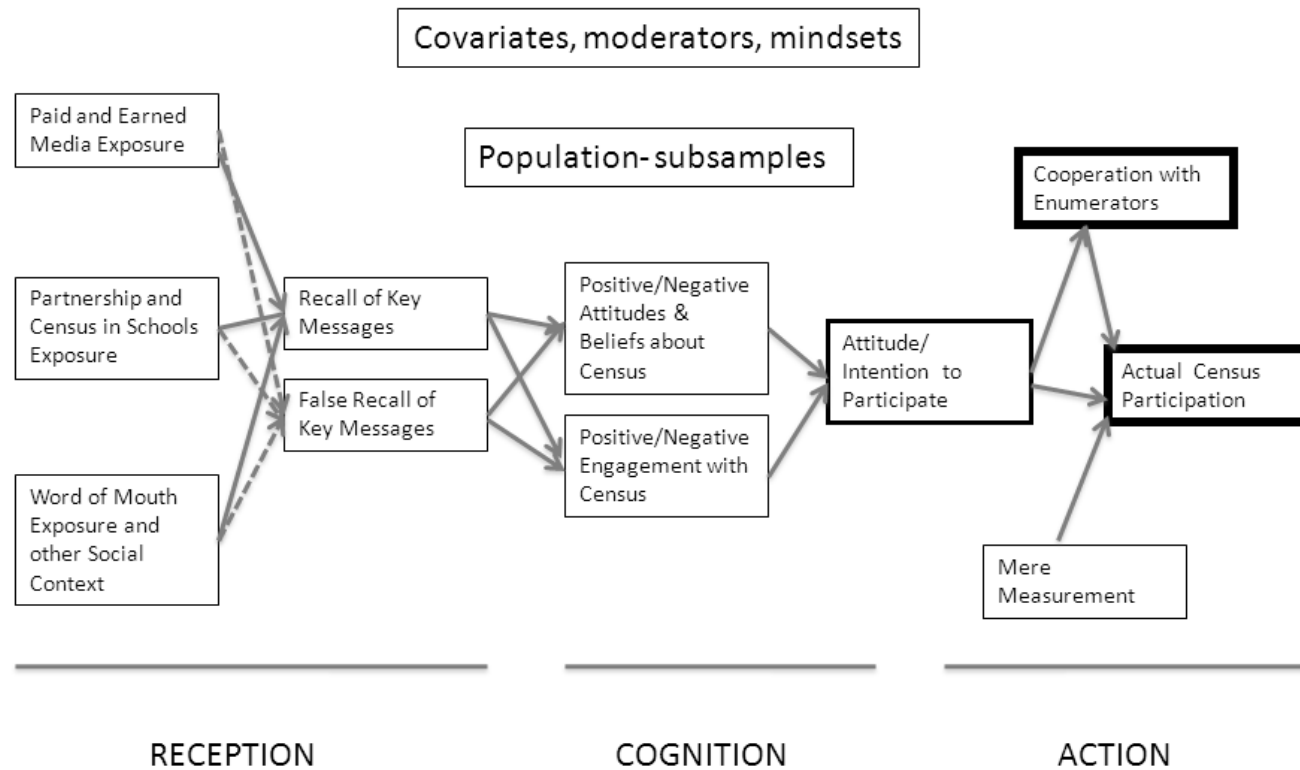 Covariates, moderators, mindsets
Paid and Earned
Media Exposure
Population-subsamples
Cooperation with
Enumerators
Partnership and
Census in Schools
Exposure
Recall of Key
Messages
False Recall of
Key Messages
Positive/Negative
Attitudes &
Beliefs about
Census
Positive/Negative
Engagement with
Census
Attitude/
Intention to
Participate
Actual Census
Participation
Word of Mouth
Exposure and
other Social
Context
Mere
Measurement
RECEPTION
COGNITION
ACTION